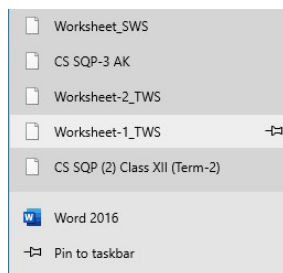 Worksheet_SWS
CS SQP-3 AK
Worksheet-2_TWS
Worksheet-1_TWS
CS SQP (2) Class XII (Term-2)
Word 2016
Pin to taskbar